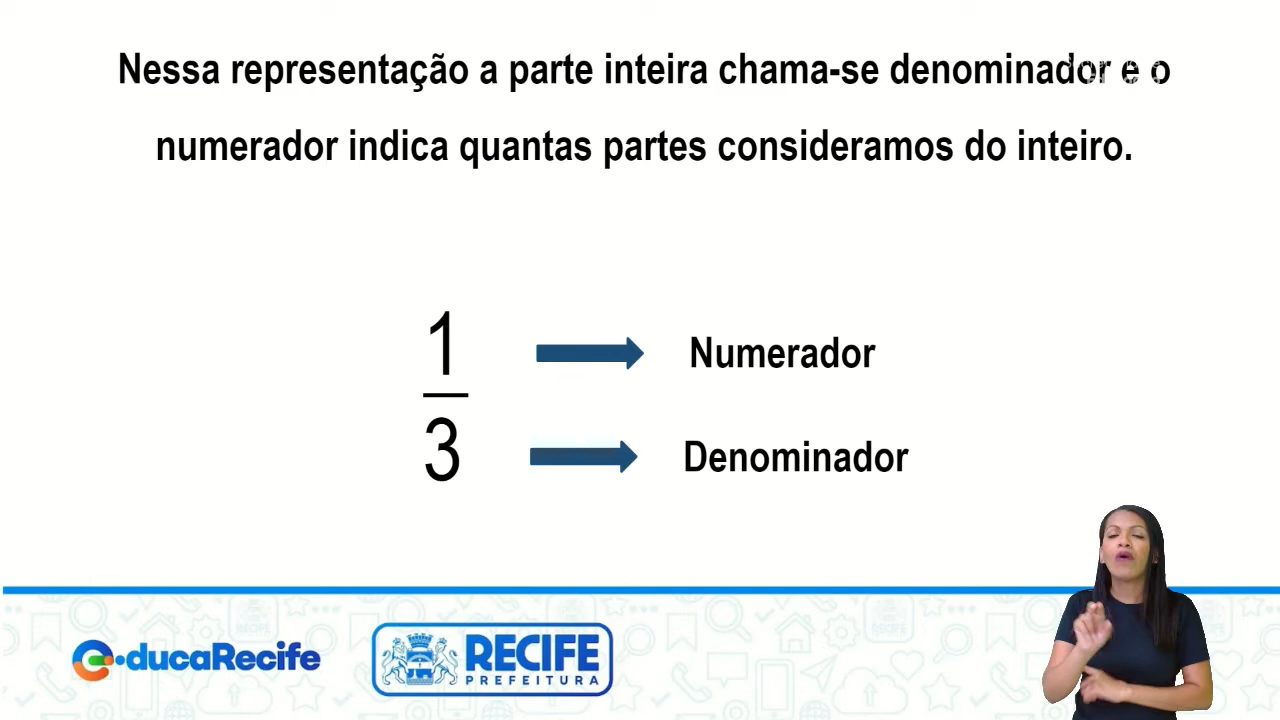 Nessa representação a parte inteira chama-se denominador e o
numerador indica quantas partes consideramos do inteiro.
1
Numerador
3
Denominador
ducaRecife
RECIFE
PREFEITURA